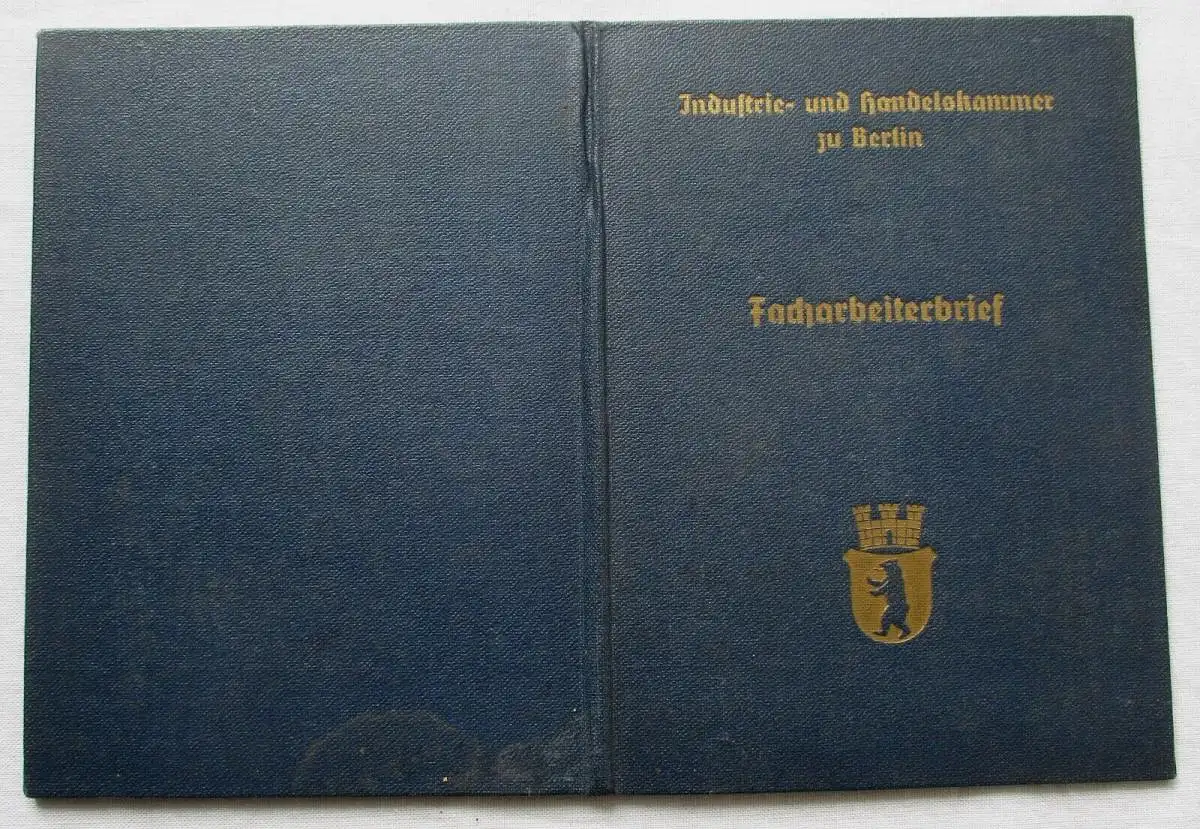 Industrie- und Handelskammer
zu Berlin
Facharbeiterbrief